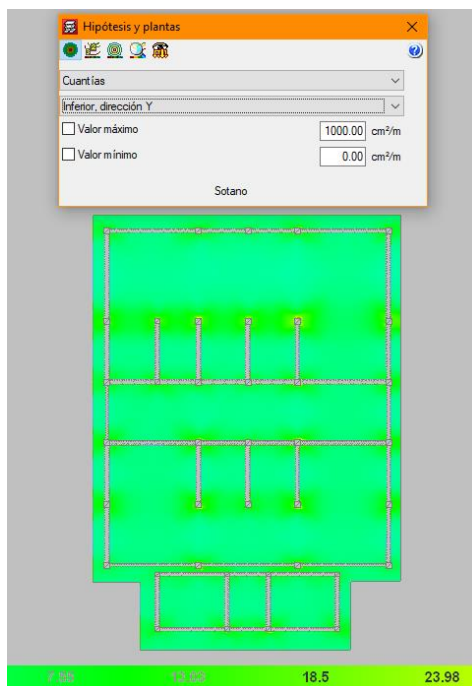 Hipótesis y plantas
Cuantías
Inferior, dirección Y
Valor máximo 1000.00 cm²/m
Valor mínimo 0.00 cm²/m
Sotano
18.5 23.98